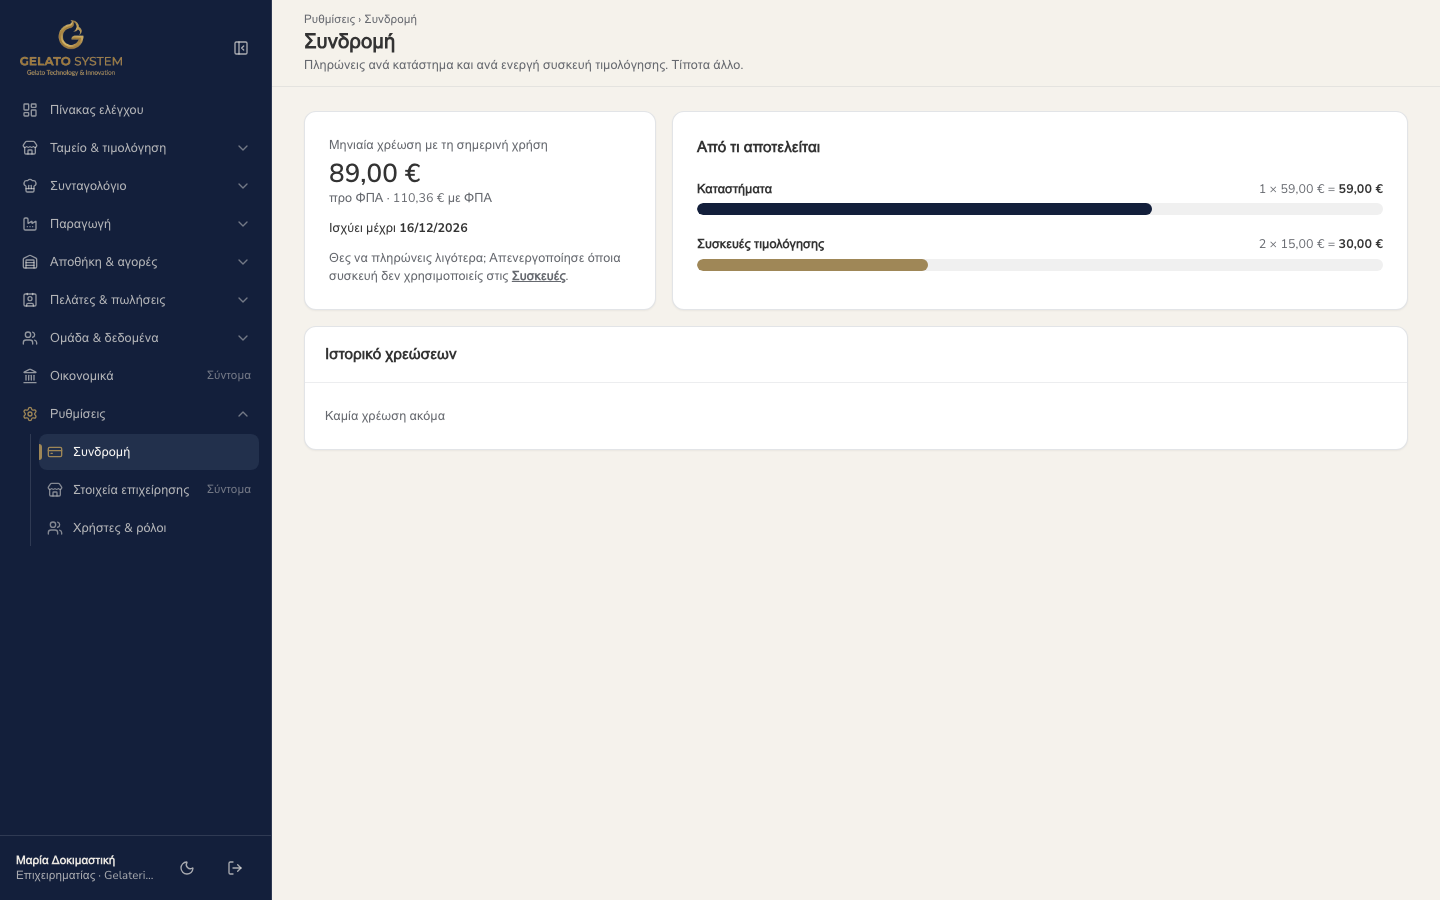 GELATO SYSTEM
Gelato Technology & Innovation
Πίνακας ελέγχου
Ταμείο & τιμολόγηση
Συνταγολόγιο
Παραγωγή
Αποθήκη & αγορές
Πελάτες & πωλήσεις
Ομάδα & δεδομένα
Οικονομικά Σύντομα
Ρυθμίσεις
Συνδρομή
Στοιχεία επιχείρησης Σύντομα
Χρήστες & ρόλοι
Μαρία Δοκιμαστική
Επιχειρηματίας · Gelateri...
Ρυθμίσεις › Συνδρομή
Συνδρομή
Πληρώνεις ανά κατάστημα και ανά ενεργή συσκευή τιμολόγησης. Τίποτα άλλο.
Μηνιαία χρέωση με τη σημερινή χρήση
89,00 €
προ ΦΠΑ · 110,36 € με ΦΠΑ
Ισχύει μέχρι 16/12/2026
Θες να πληρώνεις λιγότερα; Απενεργοποίησε όποια
συσκευή δεν χρησιμοποιείς στις Συσκευές.
Από τι αποτελείται
Καταστήματα 1 × 59,00 € = 59,00 €
Συσκευές τιμολόγησης 2 × 15,00 € = 30,00 €
Ιστορικό χρεώσεων
Καμία χρέωση ακόμα